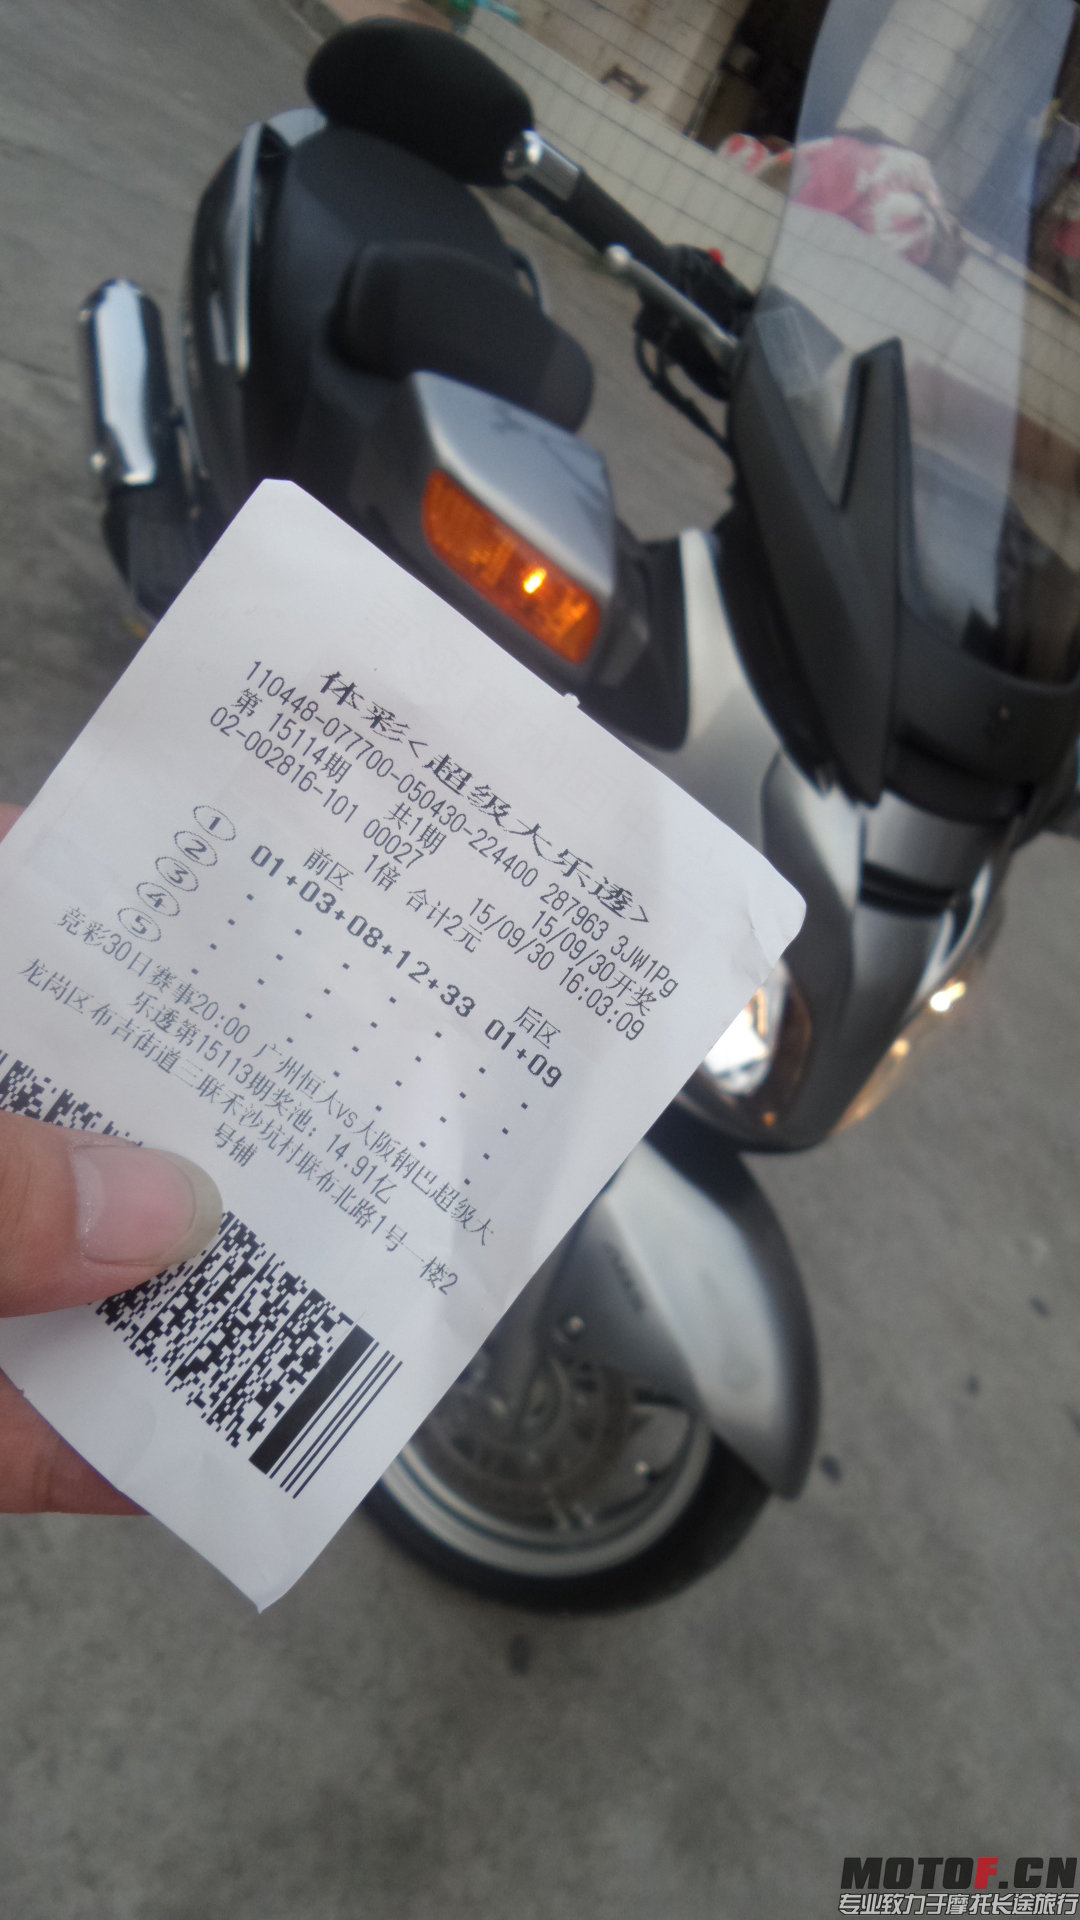 体彩<超级大乐透>
110448-077700-050430-224400 287963 3JW1Pg
第 15114期 共1期 15/09/30开奖
02-002816-101 00027 15/09/30 16:03:09
1倍 合计2元
前区 后区
① 01+03+08+12+33 01+09
②
③
④
⑤
竞彩30日赛事20:00 广州恒大vs大阪钢巴超级大
乐透第15113期奖池: 14.91亿
龙岗区布吉街道三联禾沙坑村联布北路1号一楼2
号铺
MOTOF.CN
专业致力于摩托长途旅行